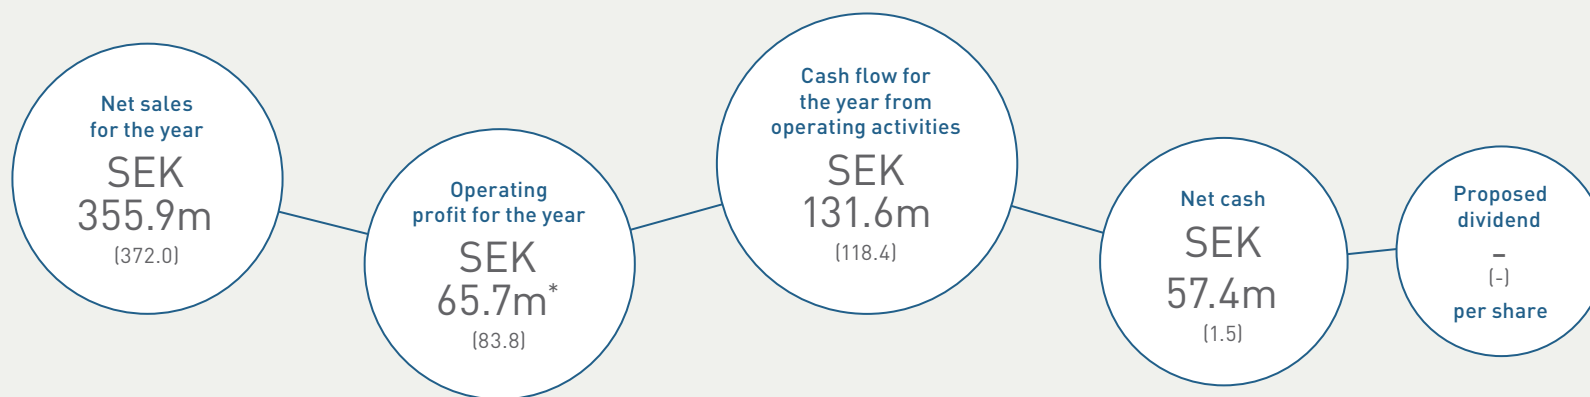 Net sales
for the year
SEK
355.9m
(372.0)
Operating
profit for the year
SEK
65.7m*
(83.8)
Cash flow for
the year from
operating activities
SEK
131.6m
(118.4)
Net cash
SEK
57.4m
(1.5)
Proposed
dividend
-
(-)
per share